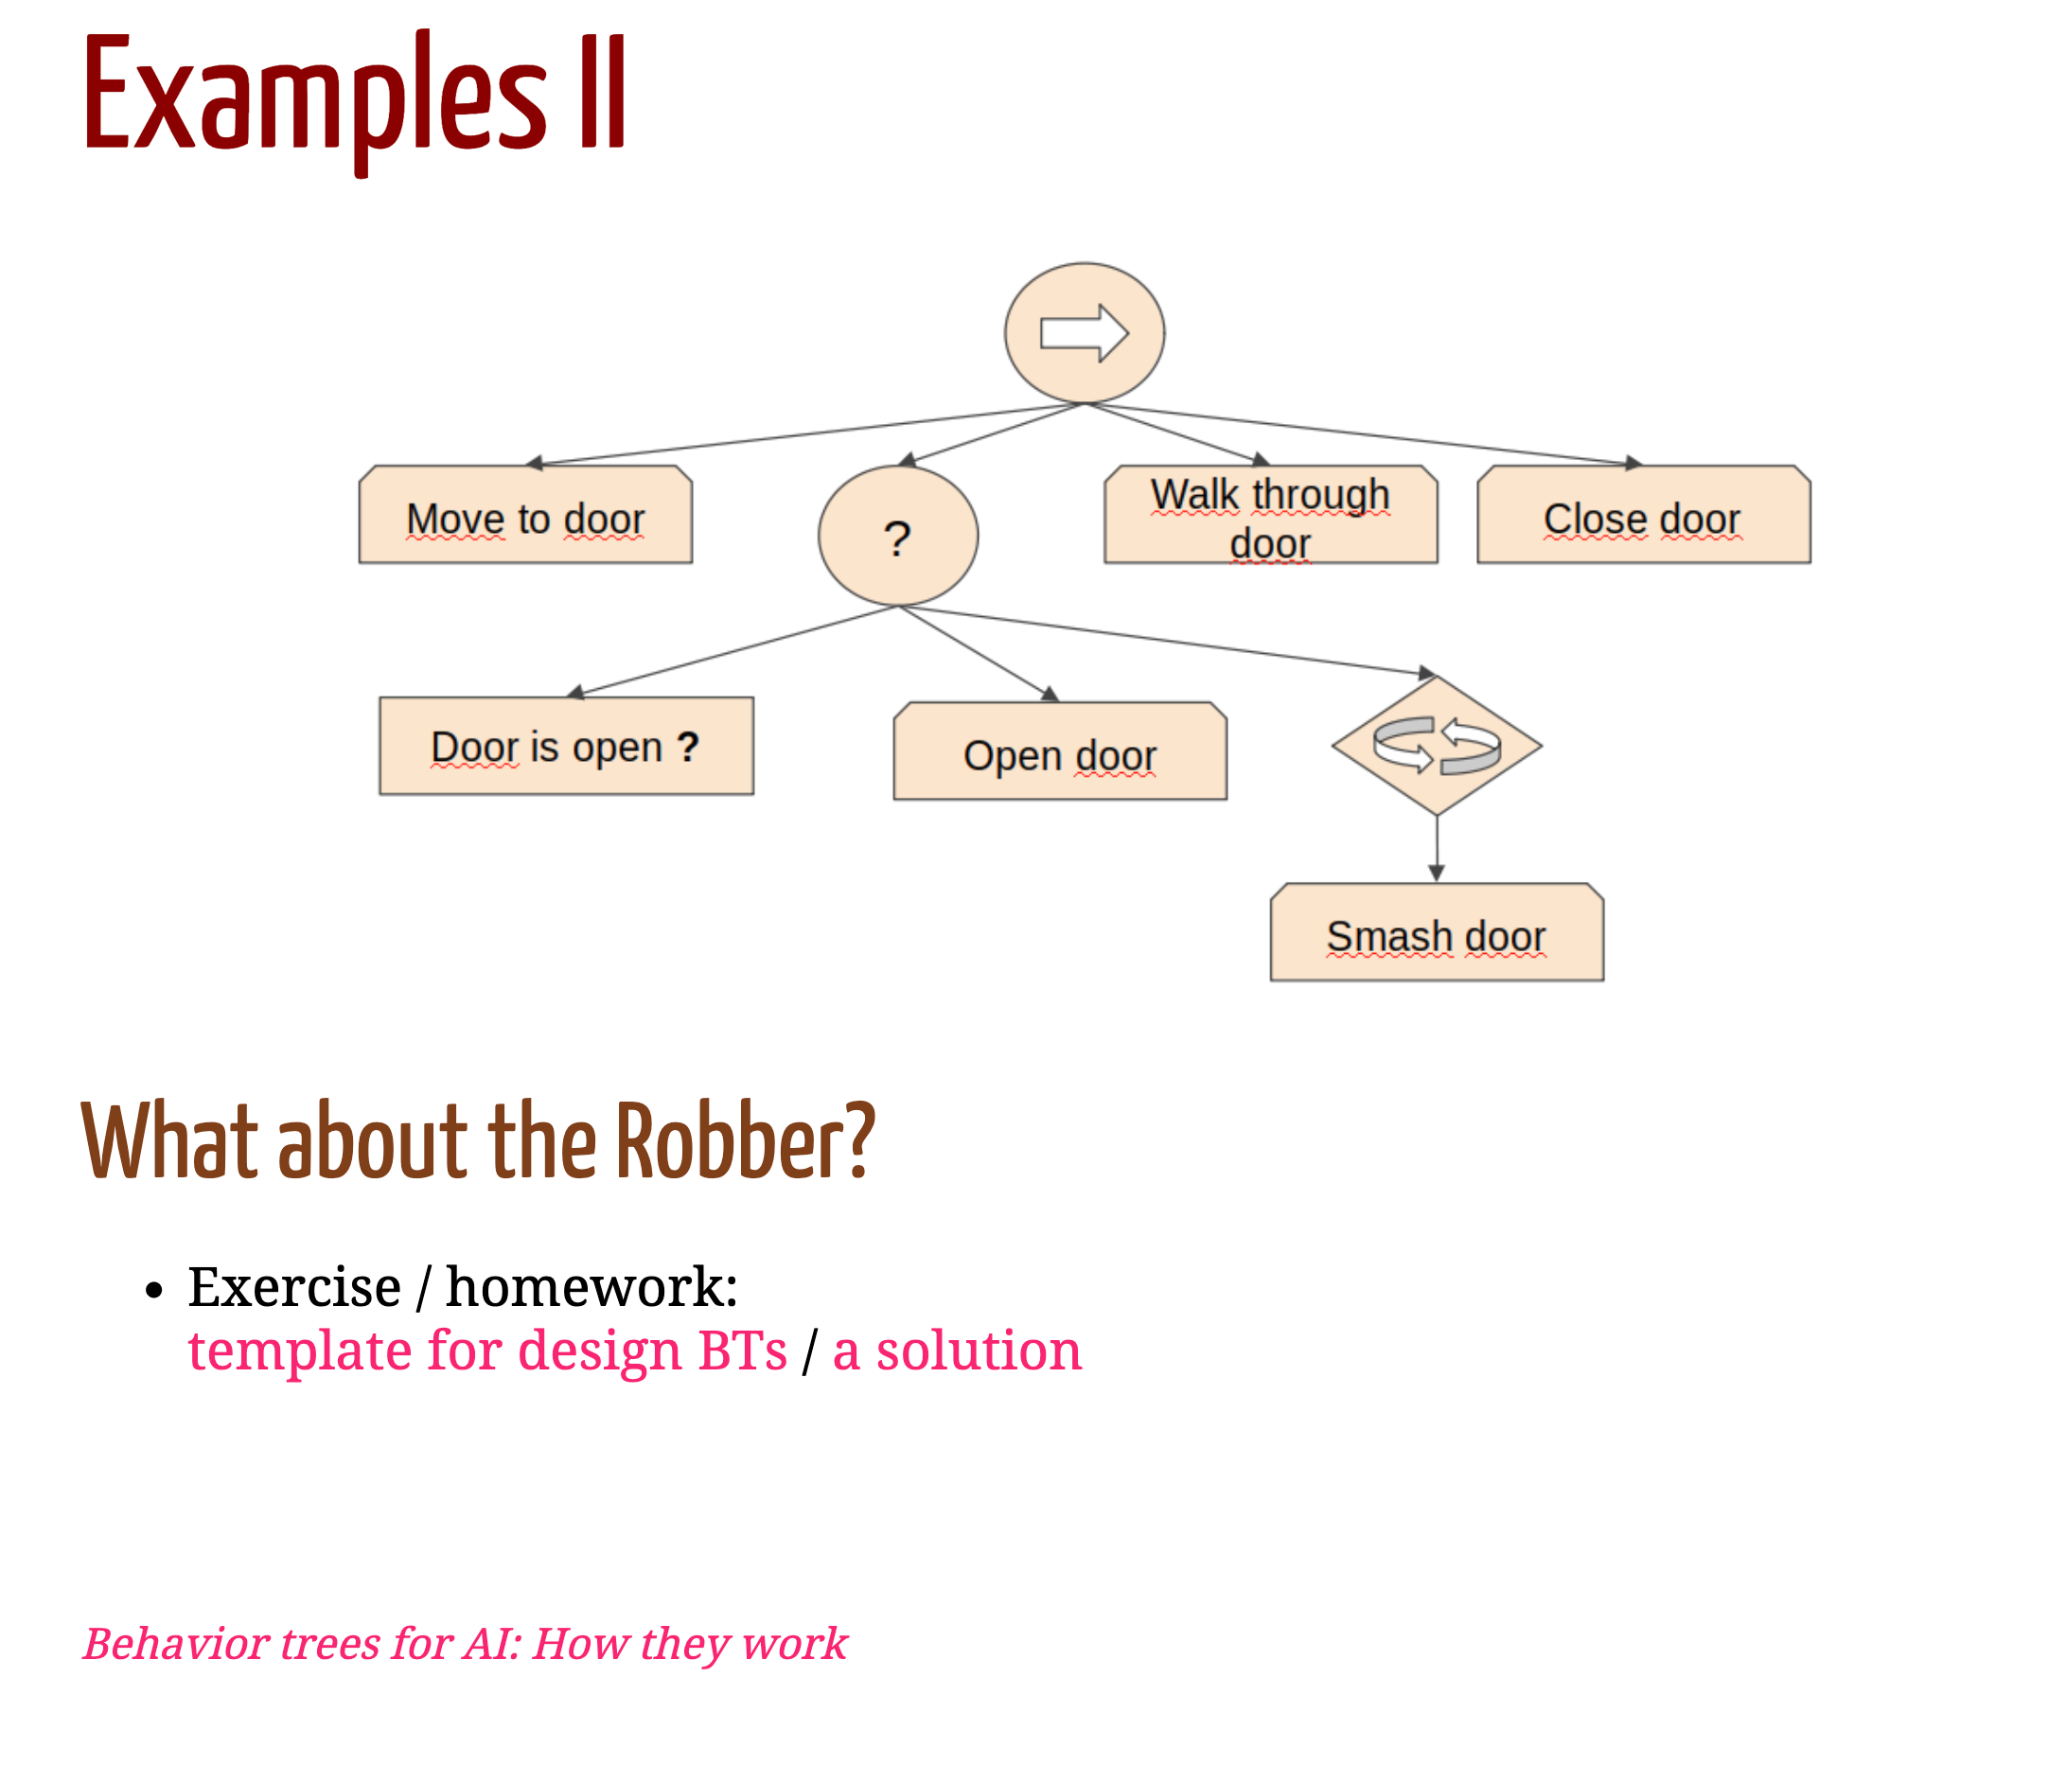 Examples II
Move to door
?
Walk through
door
Close door
Door is open ?
Open door
Smash door
What about the Robber?
• Exercise / homework:
template for design BTs / a solution
Behavior trees for AI: How they work